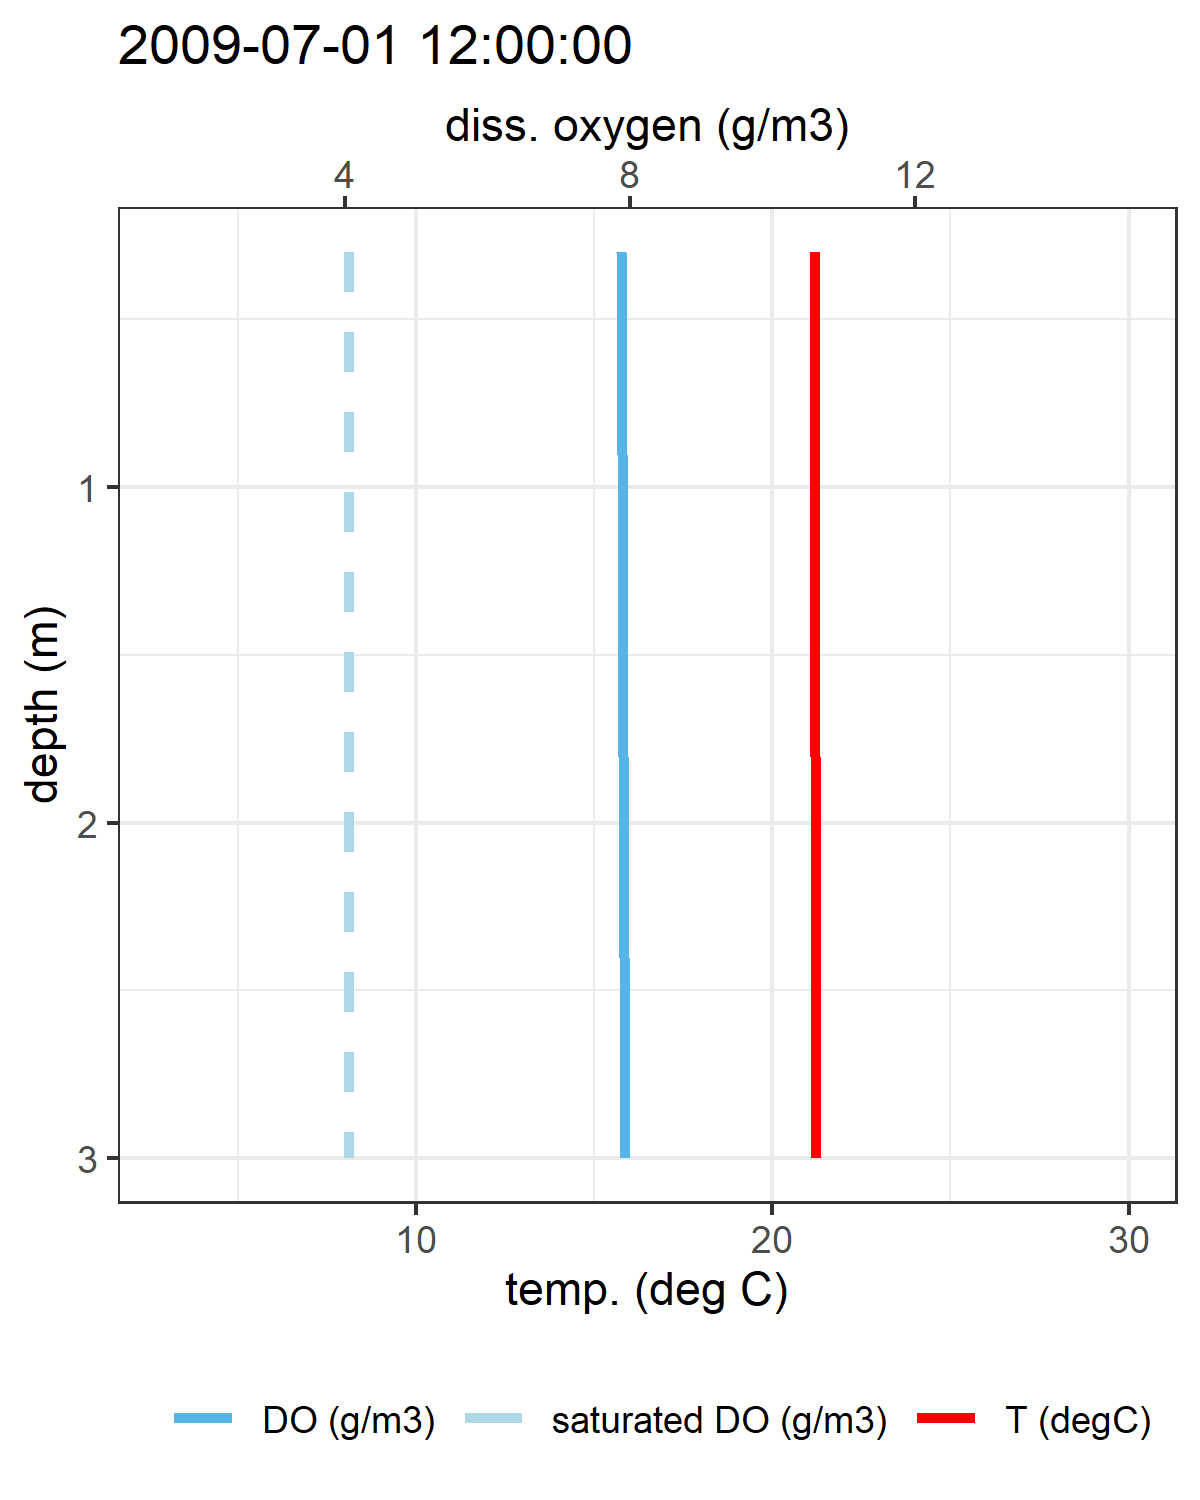 2009-07-01 12:00:00
diss. oxygen (g/m3)
4 8 12
depth (m)
1
2
3
10 20 30
temp. (deg C)
DO (g/m3) saturated DO (g/m3) T (degC)